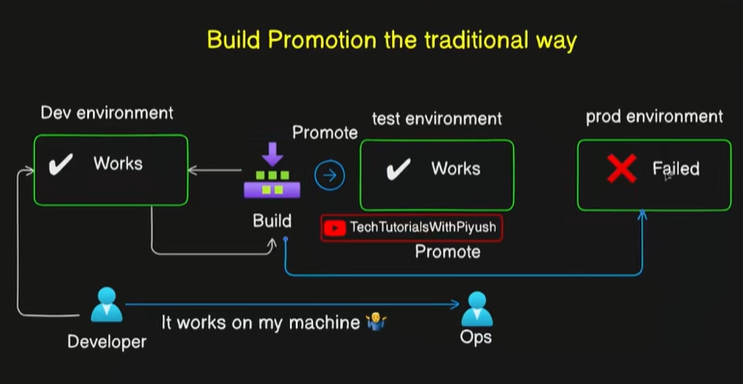 Build Promotion the traditional way
Dev environment
Promote
test environment
prod environment
Works
Works
Failed
Build
TechTutorialsWithPiyush
Promote
It works on my machine 🤷‍♂️
Developer
Ops